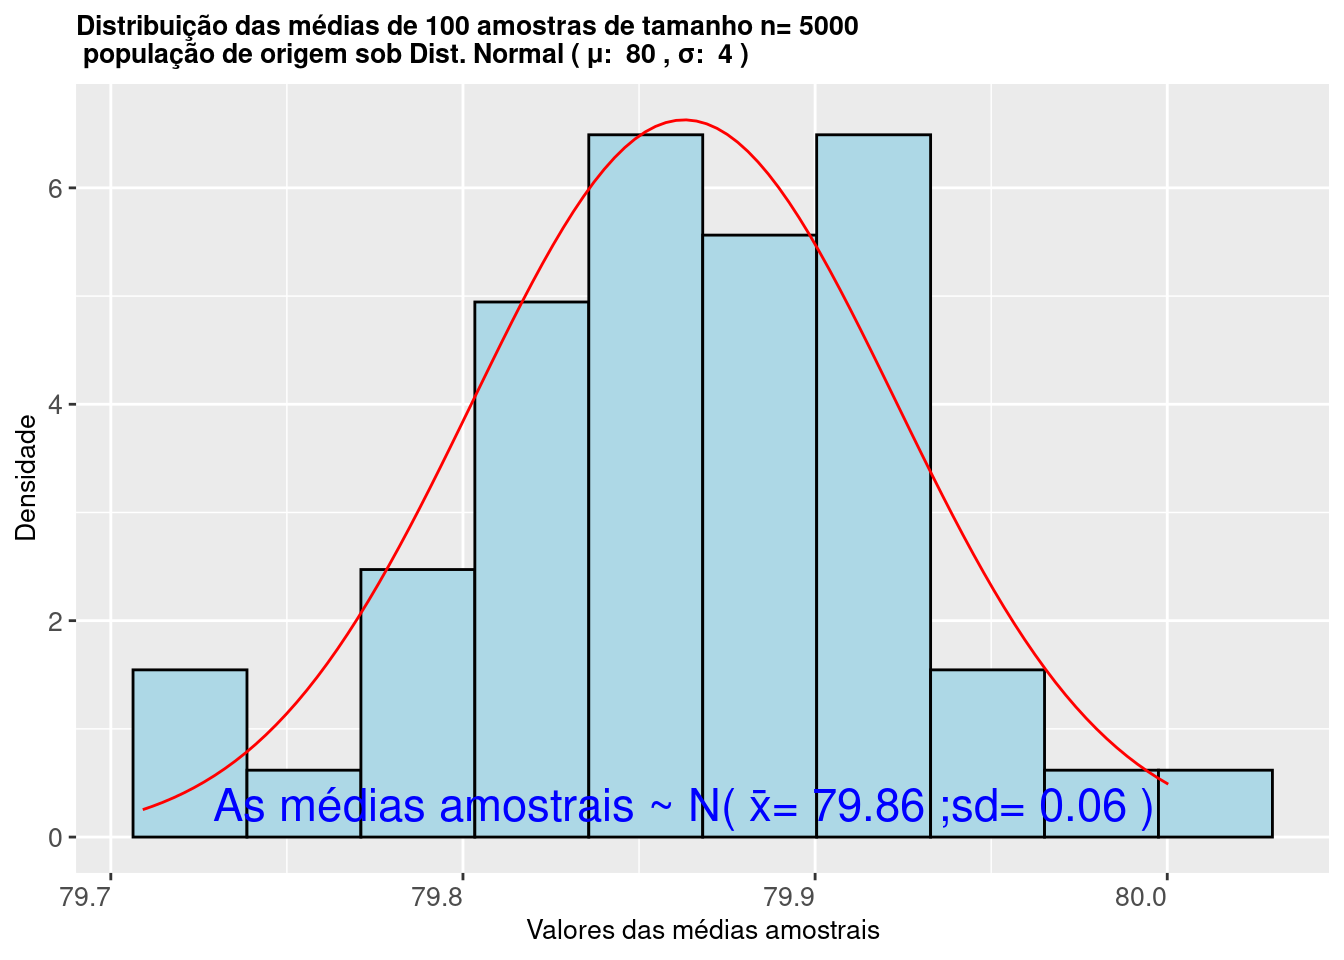 Distribuição das médias de 100 amostras de tamanho n= 5000
população de origem sob Dist. Normal ( μ:  80 , σ:  4 )
Densidade
6
4
2
0
As médias amostrais ~ N( x̄= 79.86 ;sd= 0.06 )
79.7
79.8
79.9
80.0
Valores das médias amostrais